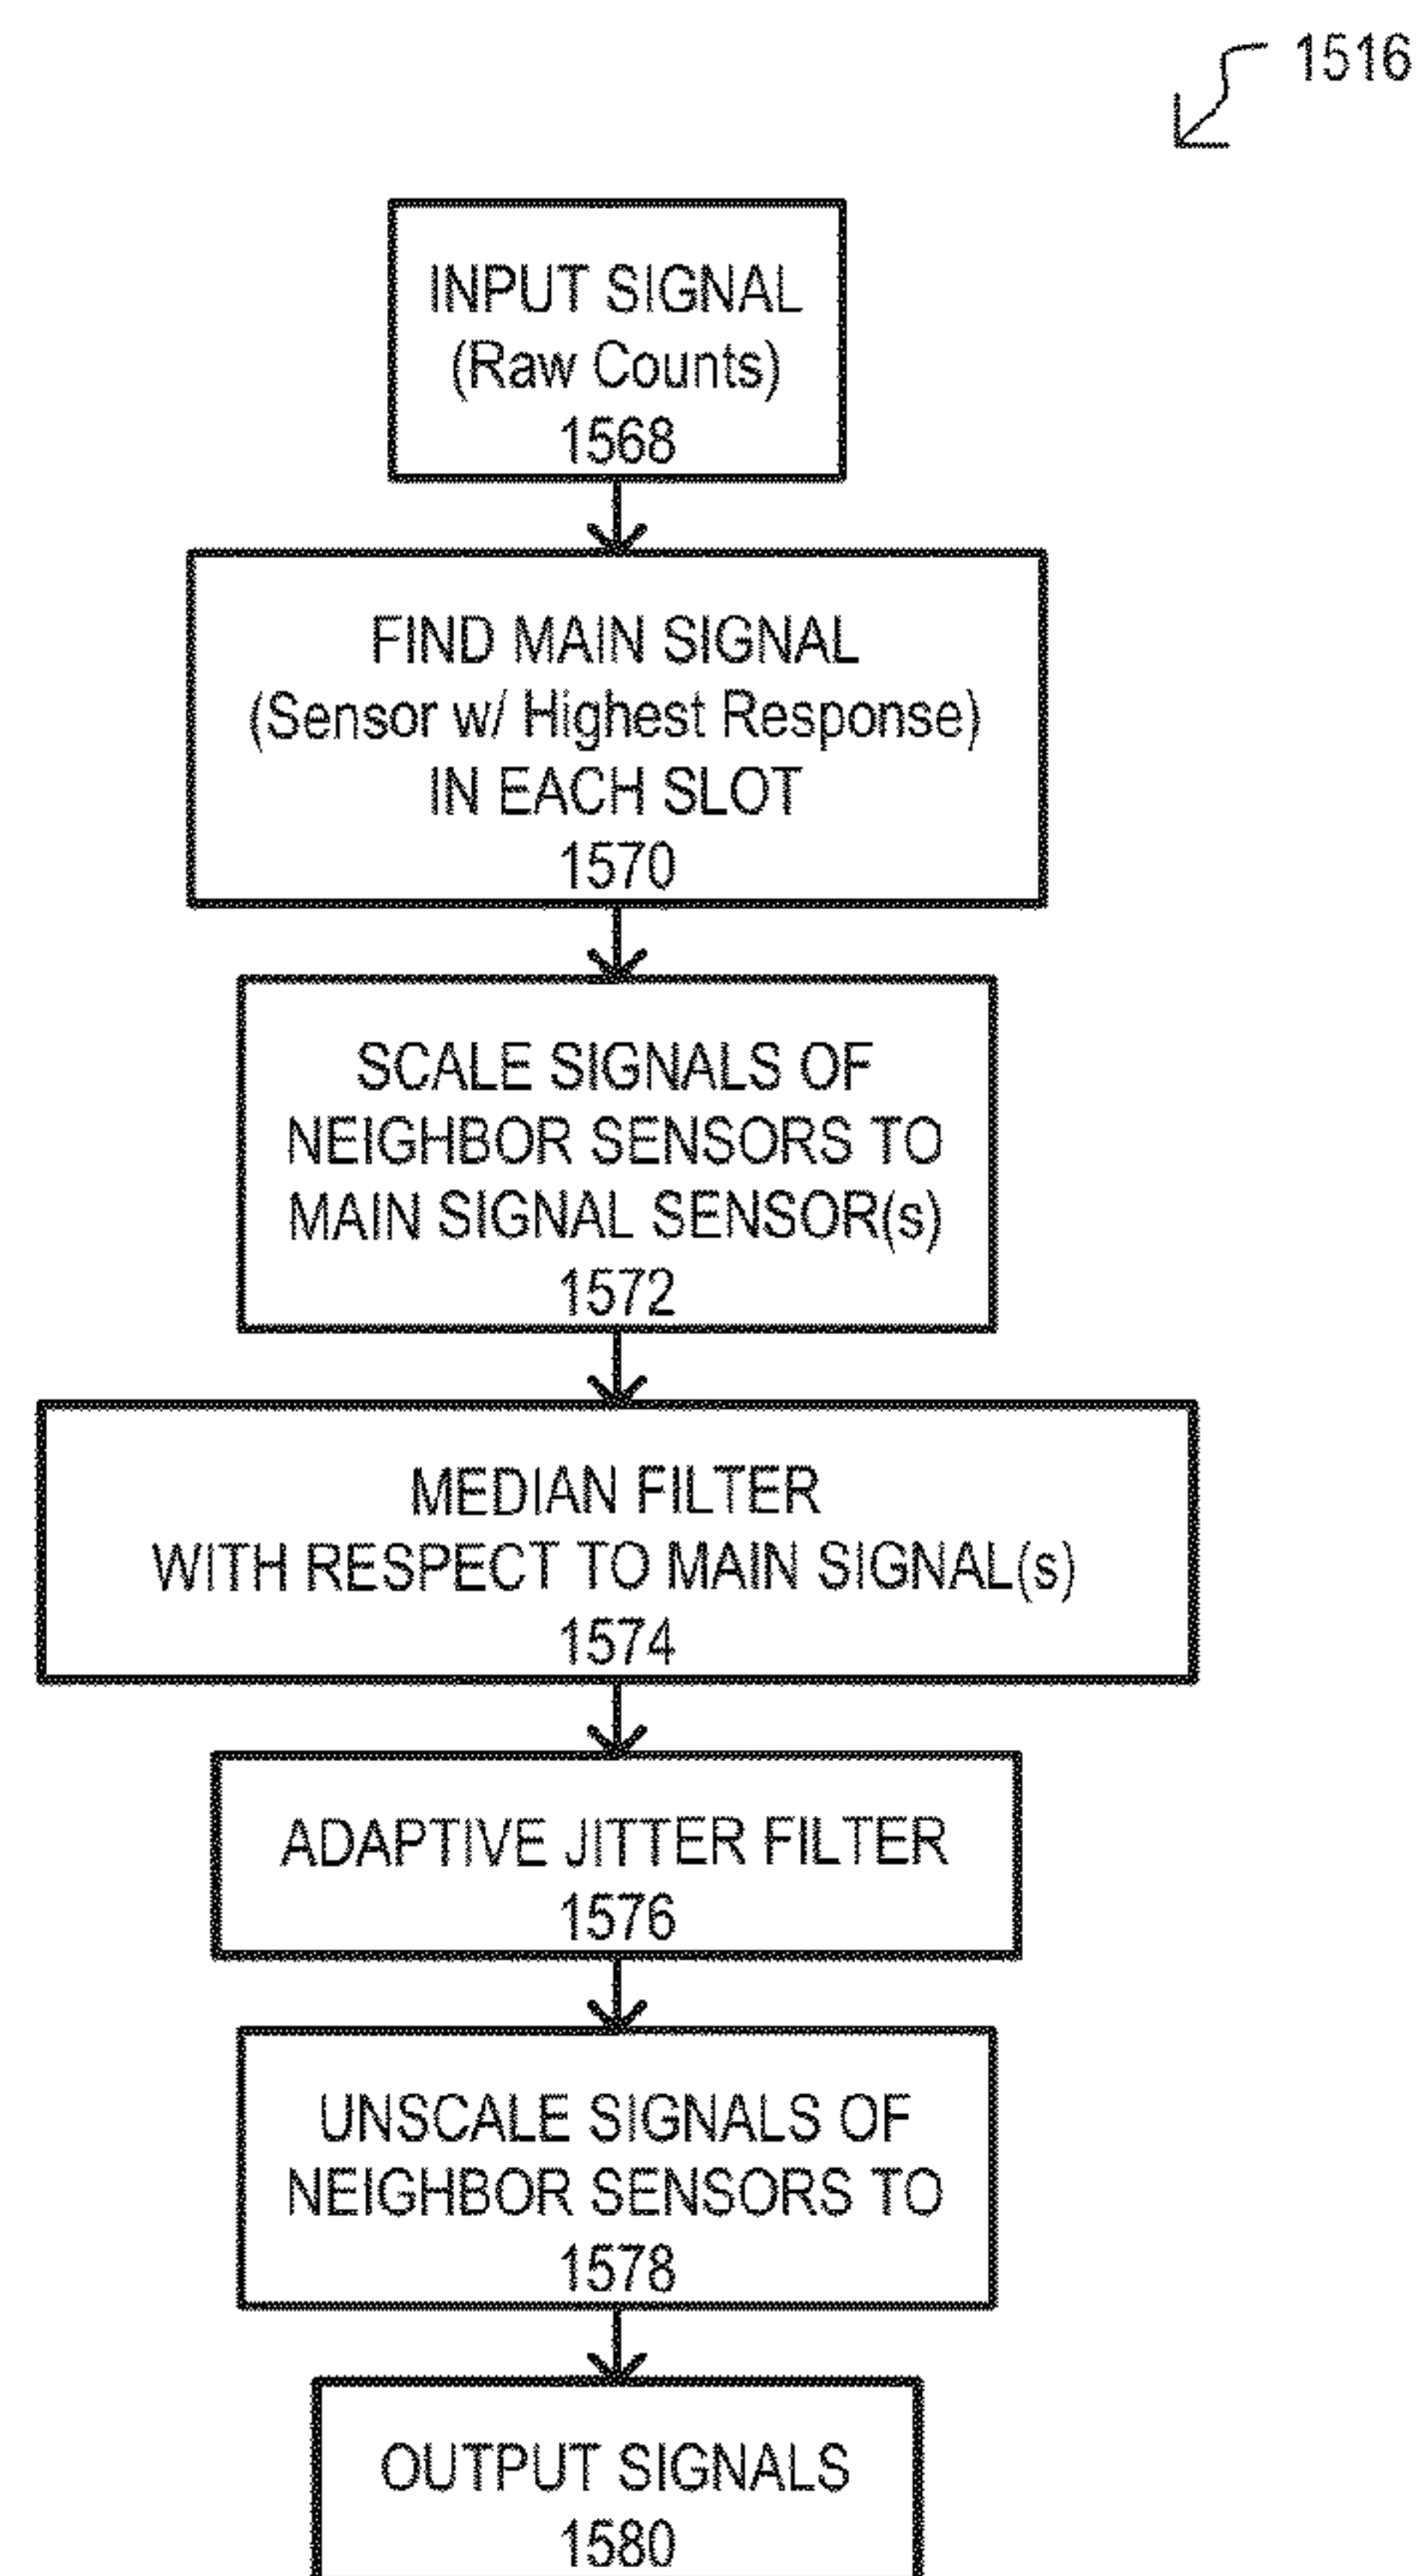 1516
INPUT SIGNAL
(Raw Counts)
1568
FIND MAIN SIGNAL
(Sensor w/ Highest Response)
IN EACH SLOT
1570
SCALE SIGNALS OF
NEIGHBOR SENSORS TO
MAIN SIGNAL SENSOR(s)
1572
MEDIAN FILTER
WITH RESPECT TO MAIN SIGNAL(s)
1574
ADAPTIVE JITTER FILTER
1576
UNSCALE SIGNALS OF
NEIGHBOR SENSORS TO
1578
OUTPUT SIGNALS
1580